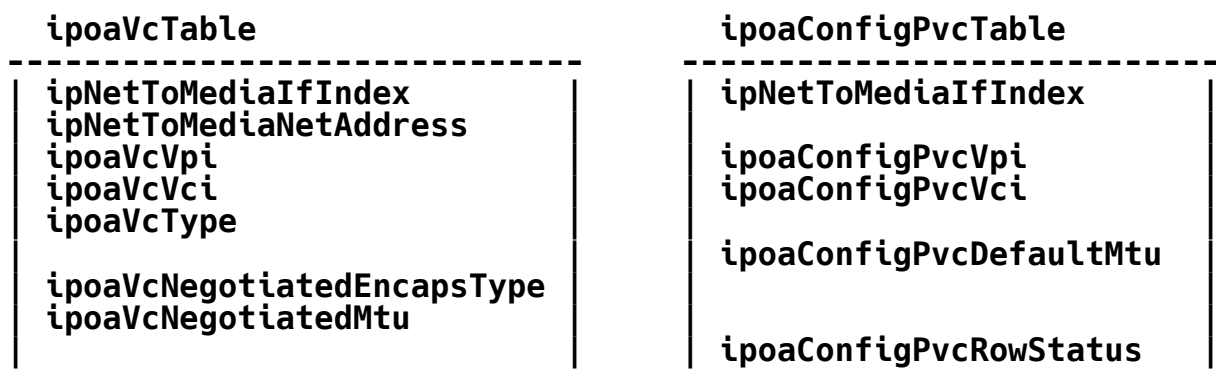 ipoaVcTable ipoaConfigPvcTable
------------------------------ ----------------------------
| ipNetToMediaIfIndex | | ipNetToMediaIfIndex |
| ipNetToMediaNetAddress | | |
| ipoaVcVpi | | ipoaConfigPvcVpi |
| ipoaVcVci | | ipoaConfigPvcVci |
| ipoaVcType | | |
| | | ipoaConfigPvcDefaultMtu |
| ipoaVcNegotiatedEncapsType | | |
| ipoaVcNegotiatedMtu | | |
| | | ipoaConfigPvcRowStatus |